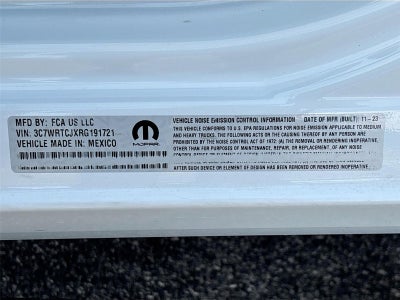 MFD BY: FCA US LLC
VIN: 3C7WRTCJXRG191721
VEHICLE MADE IN: MEXICO
MOPAR
VEHICLE NOISE EMISSION CONTROL INFORMATION DATE OF MFR (BUILT) 11-23
THIS VEHICLE
CONFORMS TO U.S. EPA REGULATIONS FOR NOISE EMISSION APPLICABLE TO MEDIUM
AND HEAVY TRUCKS. THE FOLLOWING ACTS OR THE CAUSING THEREOF BY ANY PERSON ARE
PROHIBITED BY THE NOISE CONTROL ACT OF 1972: (A) THE REMOVAL OR RENDERING INOPERATIVE,
OTHER THAN FOR PURPOSES OF MAINTENANCE, REPAIR, OR REPLACEMENT, OF ANY NOISE
CONTROL
AFTER SUCH DEVICE OR ELEMENT OF DESIGN HAS BEEN REMOVED OR RENDERED INOPERATIVE.